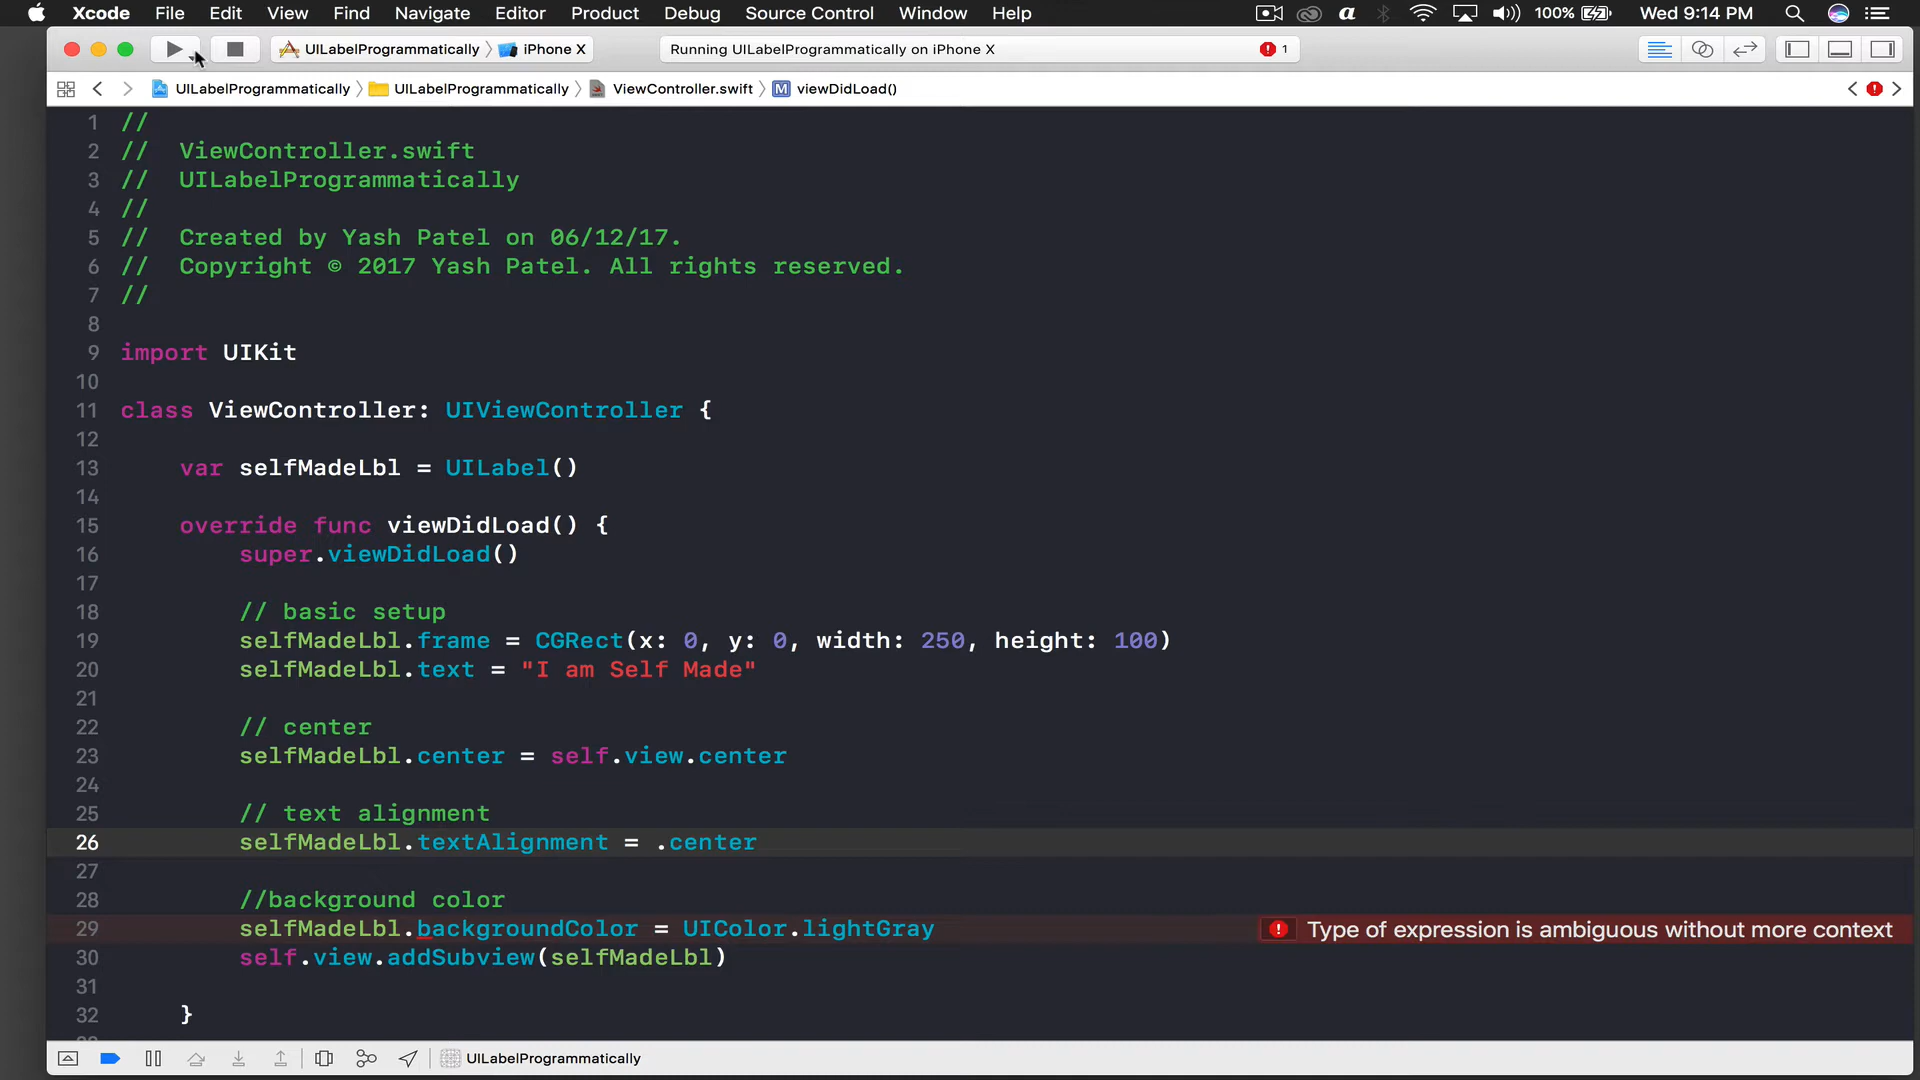 Xcode File Edit View Find Navigate Editor Product Debug Source Control Window Help 100% Wed 9:14 PM
UILabelProgrammatically iPhone X Running UILabelProgrammatically on iPhone X 1
UILabelProgrammatically UILabelProgrammatically ViewController.swift M viewDidLoad()
1 //
2 // ViewController.swift
3 // UILabelProgrammatically
4 //
5 // Created by Yash Patel on 06/12/17.
6 // Copyright © 2017 Yash Patel. All rights reserved.
7 //
8
9 import UIKit
10
11 class ViewController: UIViewController {
12
13 var selfMadeLbl = UILabel()
14
15 override func viewDidLoad() {
16 super.viewDidLoad()
17
18 // basic setup
19 selfMadeLbl.frame = CGRect(x: 0, y: 0, width: 250, height: 100)
20 selfMadeLbl.text = "I am Self Made"
21
22 // center
23 selfMadeLbl.center = self.view.center
24
25 // text alignment
26 selfMadeLbl.textAlignment = .center
27
28 //background color
29 selfMadeLbl.backgroundColor = UIColor.lightGray Type of expression is ambiguous without more context
30 self.view.addSubview(selfMadeLbl)
31
32 }
UILabelProgrammatically